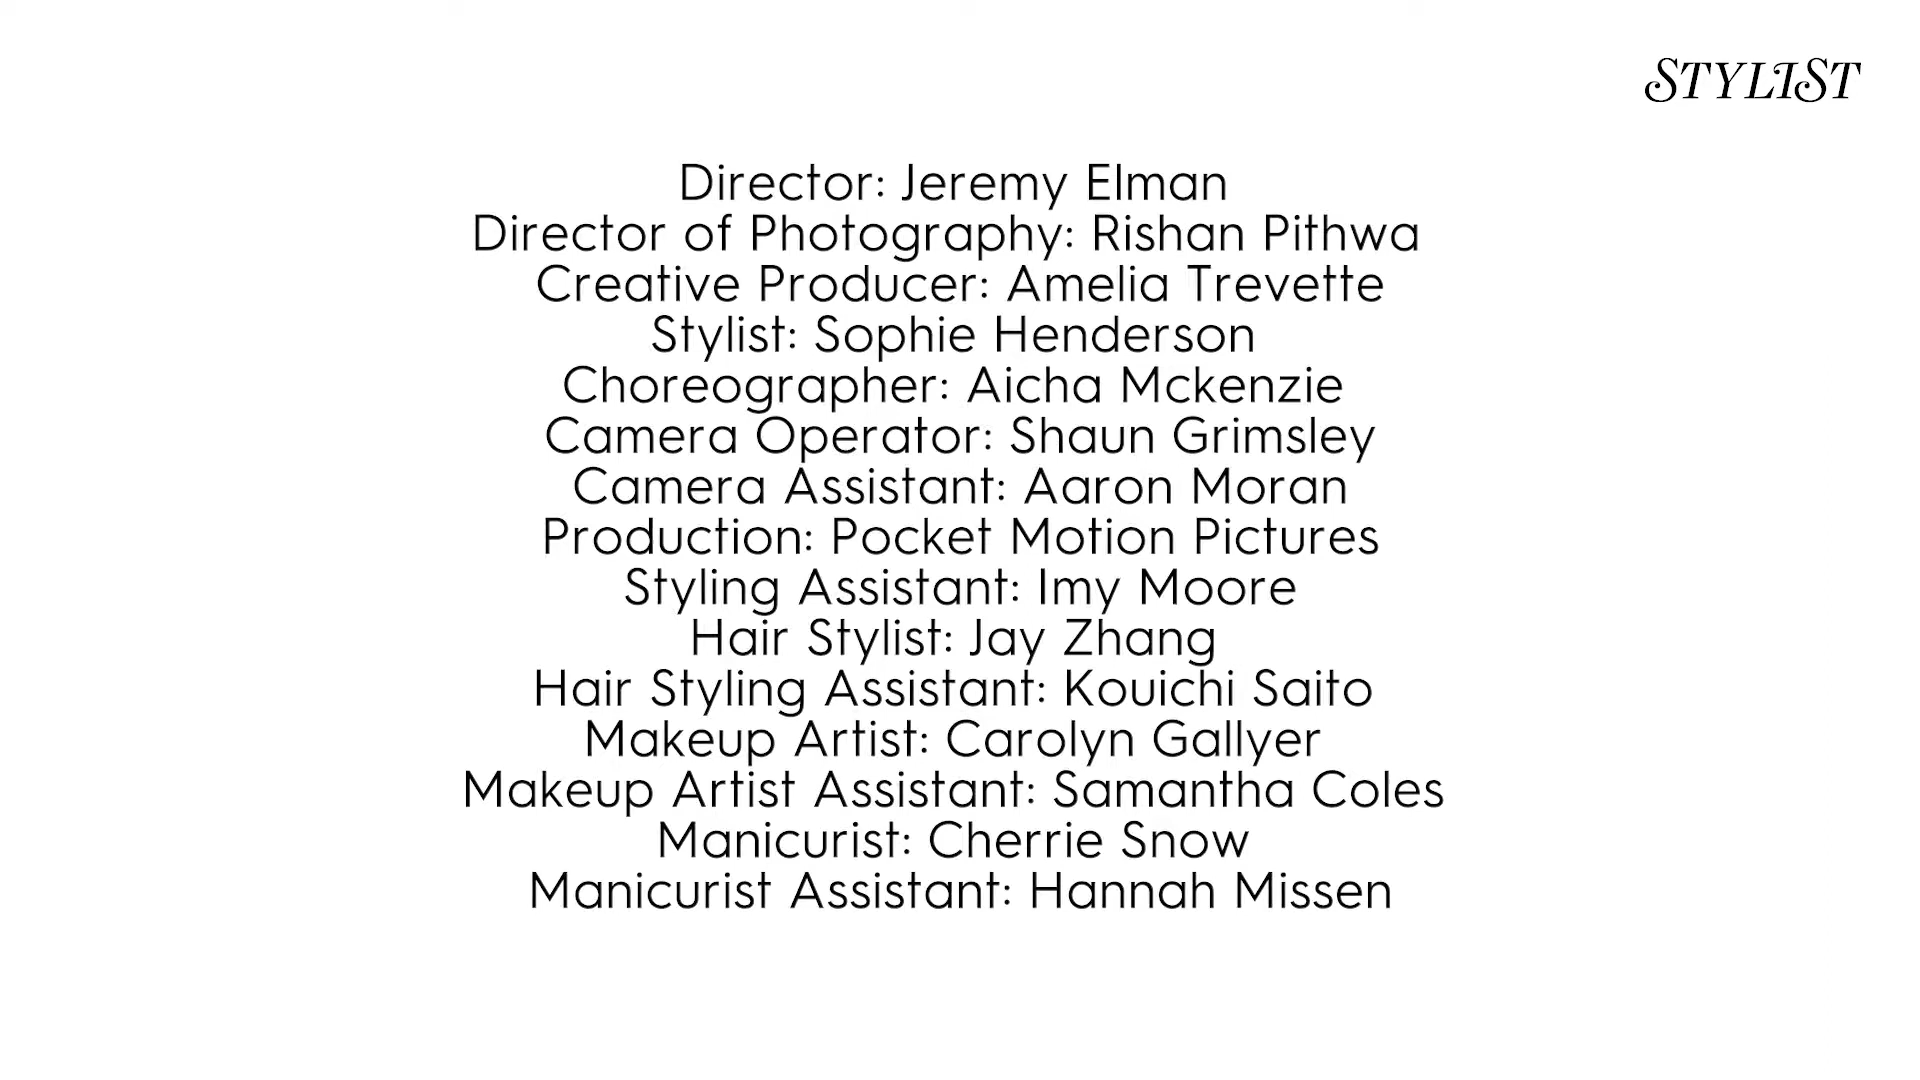 STYLIST
Director: Jeremy Elman
Director of Photography: Rishan Pithwa
Creative Producer: Amelia Trevette
Stylist: Sophie Henderson
Choreographer: Aicha Mckenzie
Camera Operator: Shaun Grimsley
Camera Assistant: Aaron Moran
Production: Pocket Motion Pictures
Styling Assistant: Imy Moore
Hair Stylist: Jay Zhang
Hair Styling Assistant: Kouichi Saito
Makeup Artist: Carolyn Gallyer
Makeup Artist Assistant: Samantha Coles
Manicurist: Cherrie Snow
Manicurist Assistant: Hannah Missen